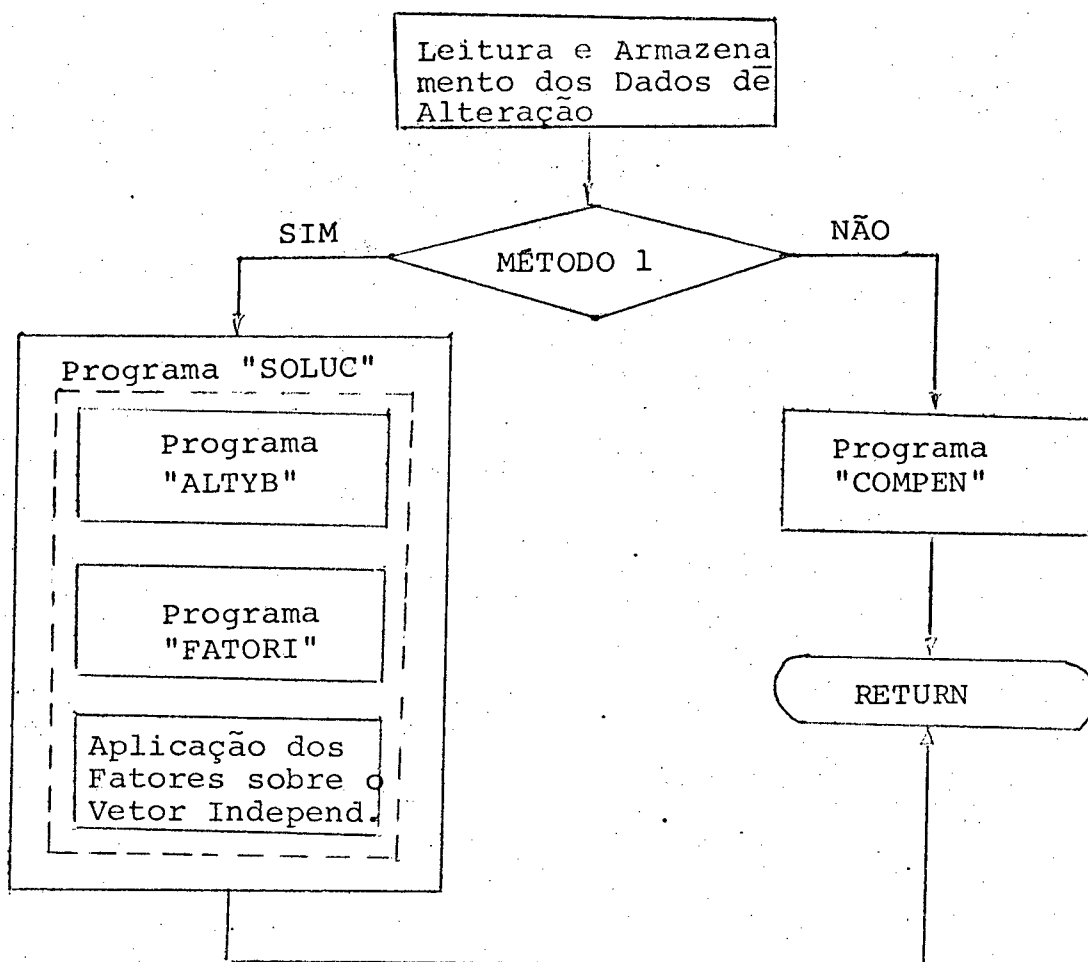 Leitura e Armazena
mento dos Dados de
Alteração
SIM
NÃO
MÉTODO 1
Programa "SOLUC"
Programa
"ALTYB"
Programa
"FATORI"
Aplicação dos
Fatores sobre o
Vetor Independ.
Programa
"COMPEN"
RETURN